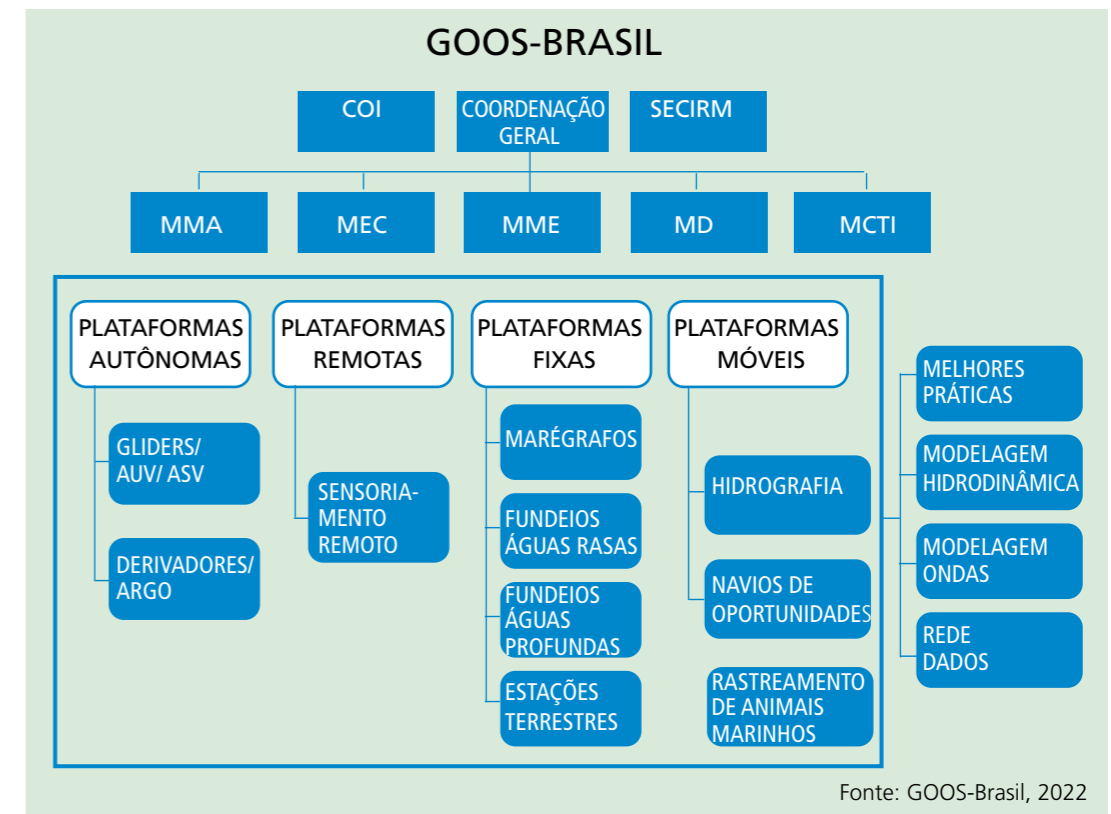 GOOS-BRASIL
COI
COORDENAÇÃO
GERAL
SECIRM
MMA
MEC
MME
MD
MCTI
PLATAFORMAS
AUTÔNOMAS
GLIDERS/
AUV/ ASV
DERIVADORES/
ARGO
PLATAFORMAS
REMOTAS
SENSORIA-
MENTO
REMOTO
PLATAFORMAS
FIXAS
MARÉGRAFOS
FUNDEIOS
ÁGUAS RASAS
FUNDEIOS
ÁGUAS
PROFUNDAS
ESTAÇÕES
TERRESTRES
PLATAFORMAS
MÓVEIS
HIDROGRAFIA
NAVIOS DE
OPORTUNIDADES
RASTREAMENTO
DE ANIMAIS
MARINHOS
MELHORES
PRÁTICAS
MODELAGEM
HIDRODINÂMICA
MODELAGEM
ONDAS
REDE
DADOS
Fonte: GOOS-Brasil, 2022